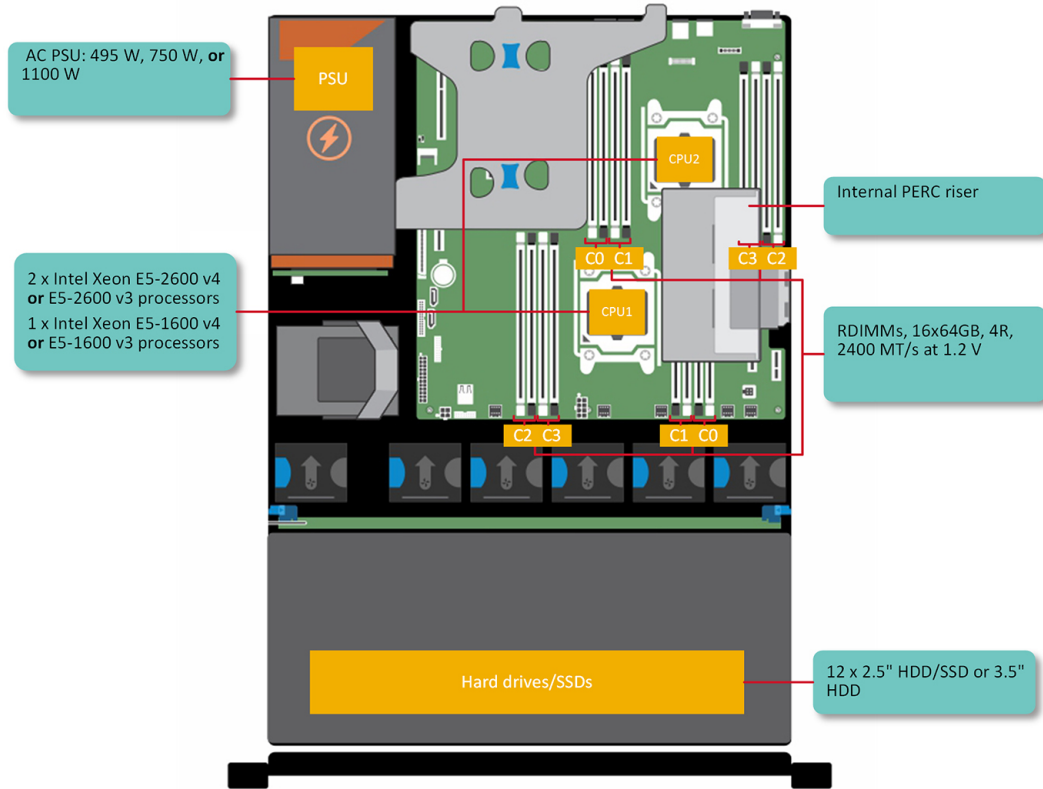 AC PSU: 495 W, 750 W, or
1100 W
PSU
CPU2
Internal PERC riser
C0 C1
C3 C2
2 x Intel Xeon E5-2600 v4
or E5-2600 v3 processors
1 x Intel Xeon E5-1600 v4
or E5-1600 v3 processors
CPU1
RDIMMs, 16x64GB, 4R,
2400 MT/s at 1.2 V
C2 C3
C1 C0
Hard drives/SSDs
12 x 2.5" HDD/SSD or 3.5"
HDD